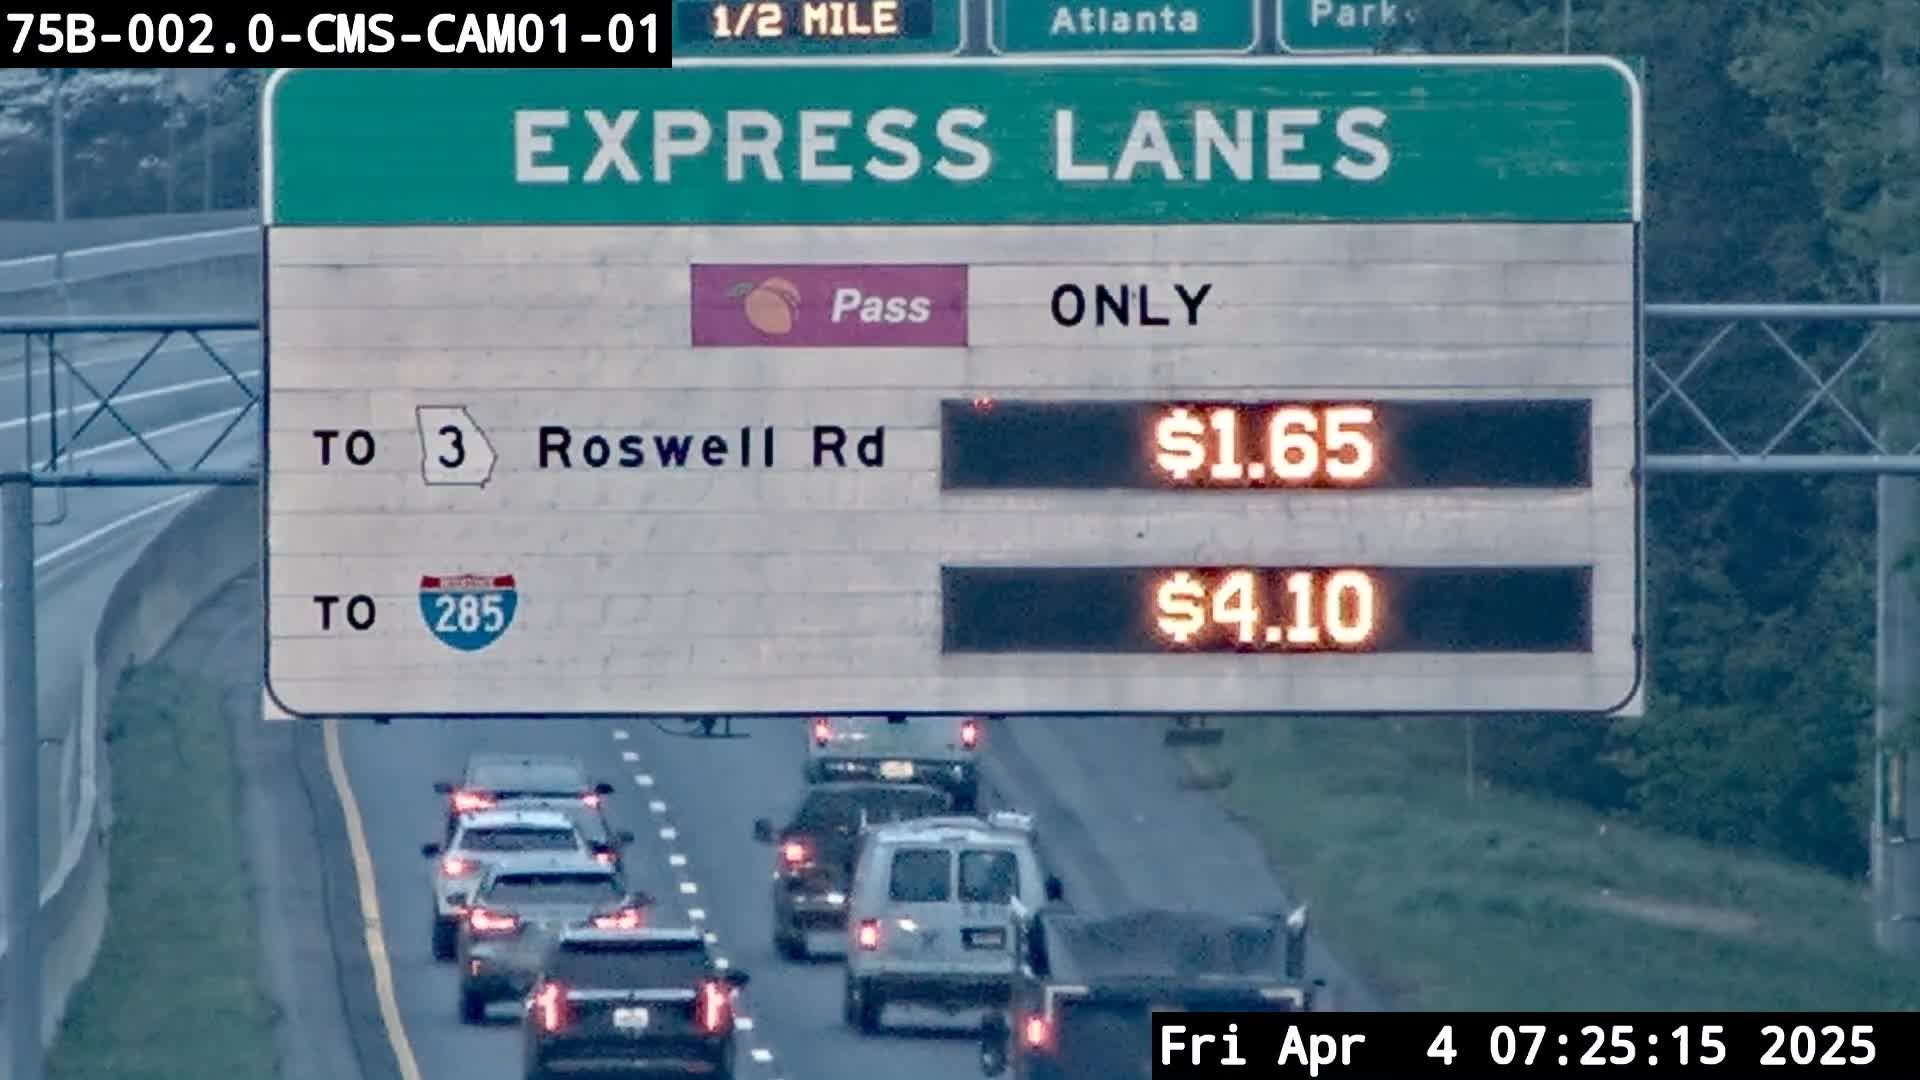 75B-002.0-CMS-CAM01-01
1/2 MILE
Atlanta
Park
EXPRESS LANES
Pass ONLY
TO 3 Roswell Rd $1.65
TO 285 $4.10
Fri Apr 4 07:25:15 2025